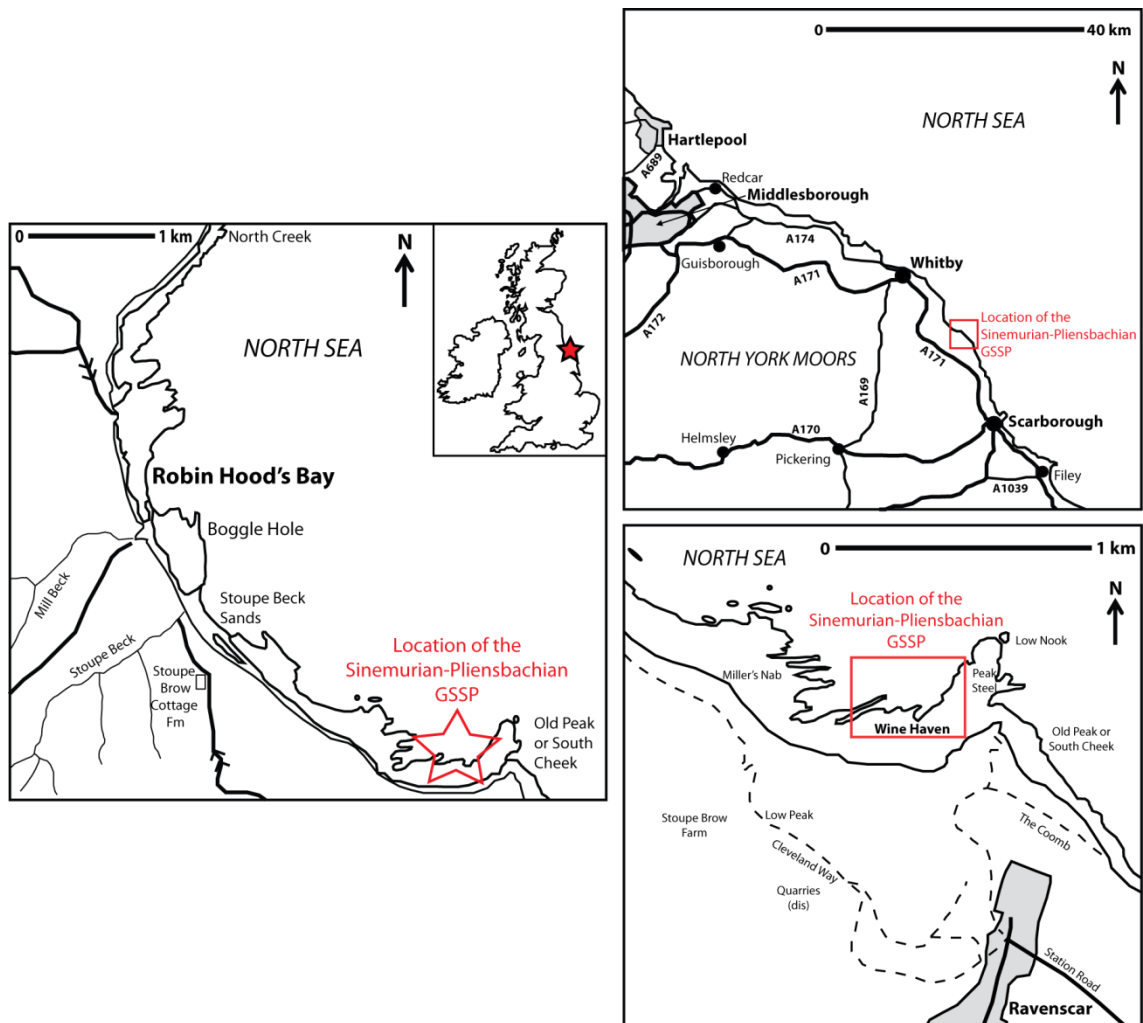 0
1 km
North Creek
N
NORTH SEA
Robin Hood's Bay
Boggle Hole
Mill Beck
Stoupe Beck
Sands
Stoupe Beck
Stoupe
Brow
Cottage
Fm
Location of the
Sinemurian-Pliensbachian
GSSP
Old Peak
or South
Cheek
0
40 km
N
NORTH SEA
Hartlepool
A689
Redcar
Middlesborough
A174
Guisborough
A171
Whitby
A172
Location of the
Sinemurian-Pliensbachian
GSSP
NORTH YORK MOORS
A169
A171
Scarborough
Helmsley
A170
Pickering
Filey
A1039
NORTH SEA
0
1 km
N
Location of the
Sinemurian-Pliensbachian
GSSP
Low Nook
Miller's Nab
Peak
Steel
Wine Haven
Old Peak or
South Cheek
Stoupe Brow
Farm
Low Peak
Cleveland Way
The Coomb
Quarries
(dis)
Station Road
Ravenscar